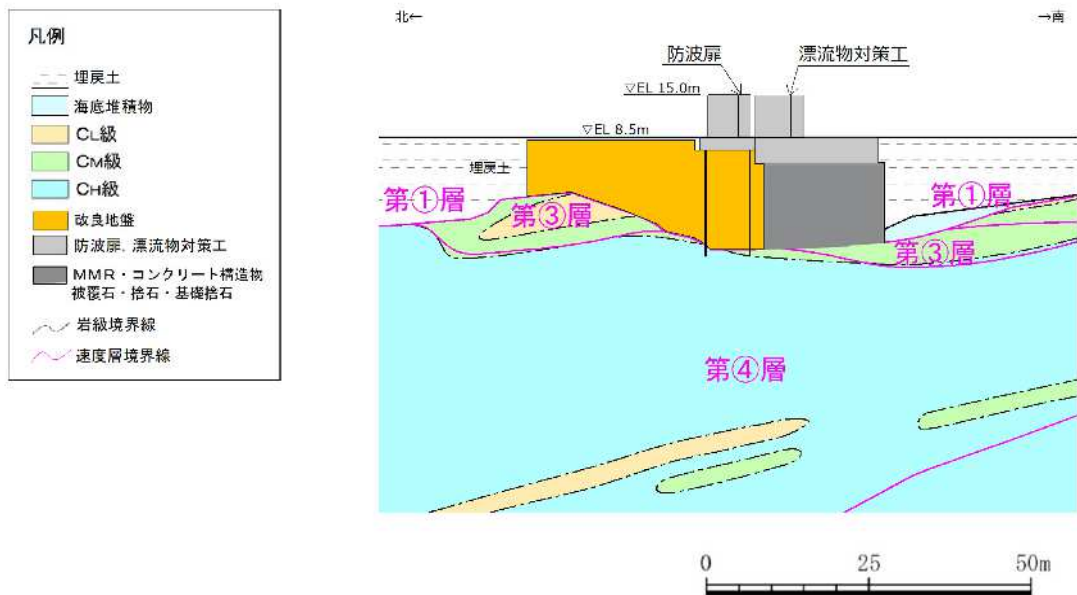 北←
→南
凡例
埋戻土
海底堆積物
CL級
CM級
CH級
改良地盤
防波扉、漂流物対策工
MMR・コンクリート構造物
被覆石・捨石・基礎捨石
岩級境界線
速度層境界線
防波扉
漂流物対策工
▽EL 15.0m
▽EL 8.5m
埋戻土
第①層
第③層
第①層
第③層
第④層
0
25
50m